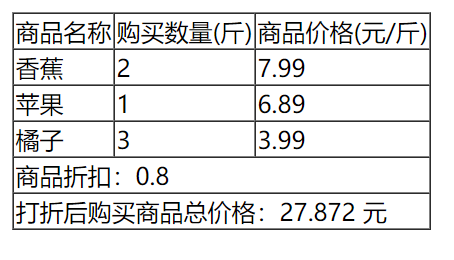 商品名称 购买数量(斤) 商品价格(元/斤)
香蕉 2 7.99
苹果 1 6.89
橘子 3 3.99
商品折扣：0.8
打折后购买商品总价格：27.872 元